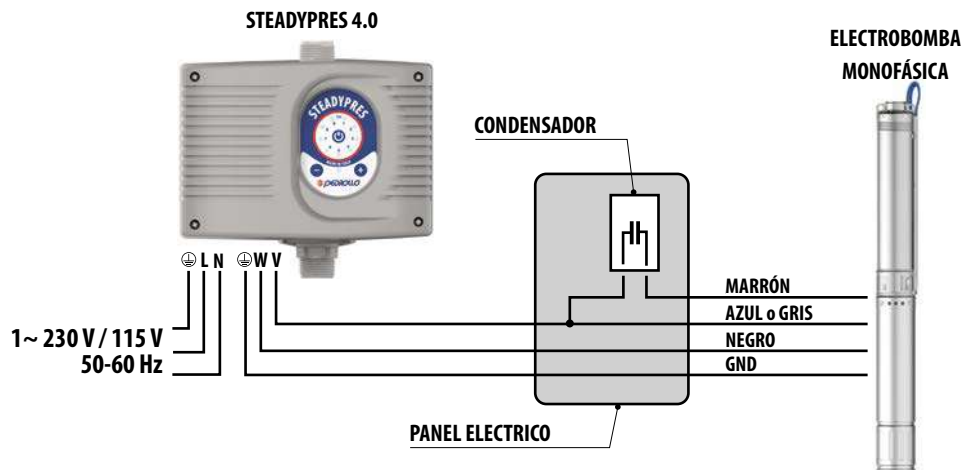 STEADYPRES 4.0
ELECTROBOMBA
MONOFÁSICA
STEADYPRES
PEDROLLO
CONDENSADOR
L N W V
MARRÓN
AZUL o GRIS
NEGRO
GND
1~ 230 V / 115 V
50-60 Hz
PANEL ELECTRICO